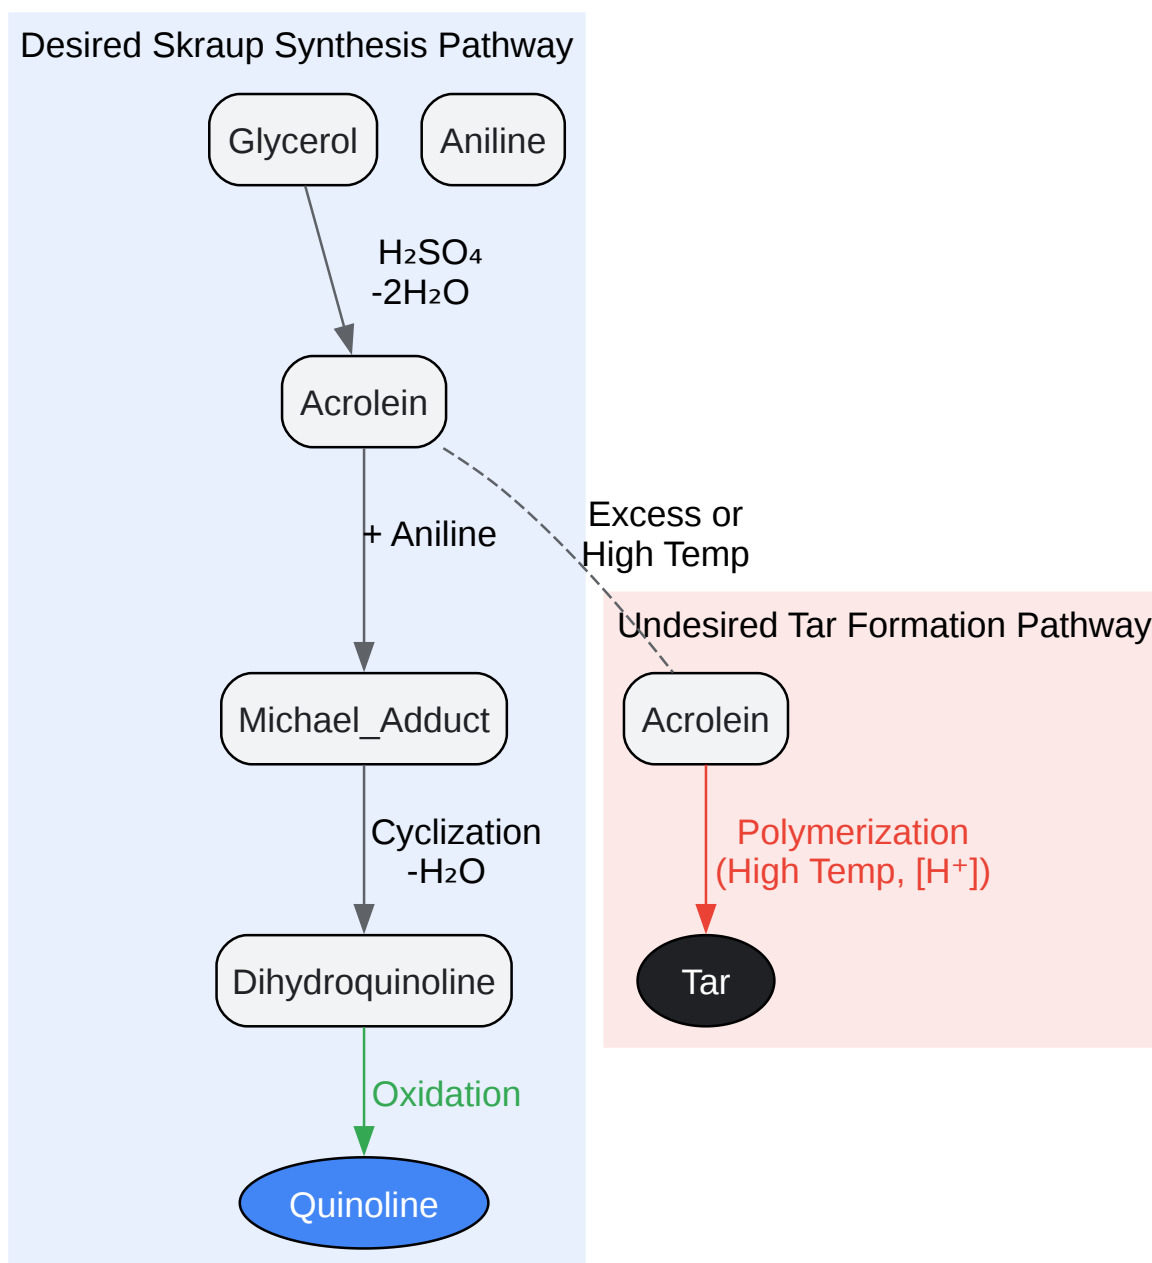 Desired Skraup Synthesis Pathway
Glycerol
Aniline
H₂SO₄
-2H₂O
Acrolein
+ Aniline
Excess or
High Temp
Undesired Tar Formation Pathway
Michael_Adduct
Acrolein
Cyclization
-H₂O
Polymerization
(High Temp, [H⁺])
Dihydroquinoline
Tar
Oxidation
Quinoline